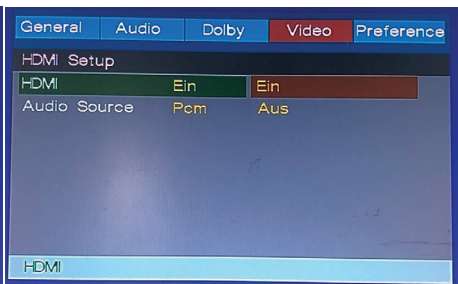 General Audio Dolby Video Preference
HDMI Setup
HDMI Ein Ein
Audio Source Pcm Aus
HDMI